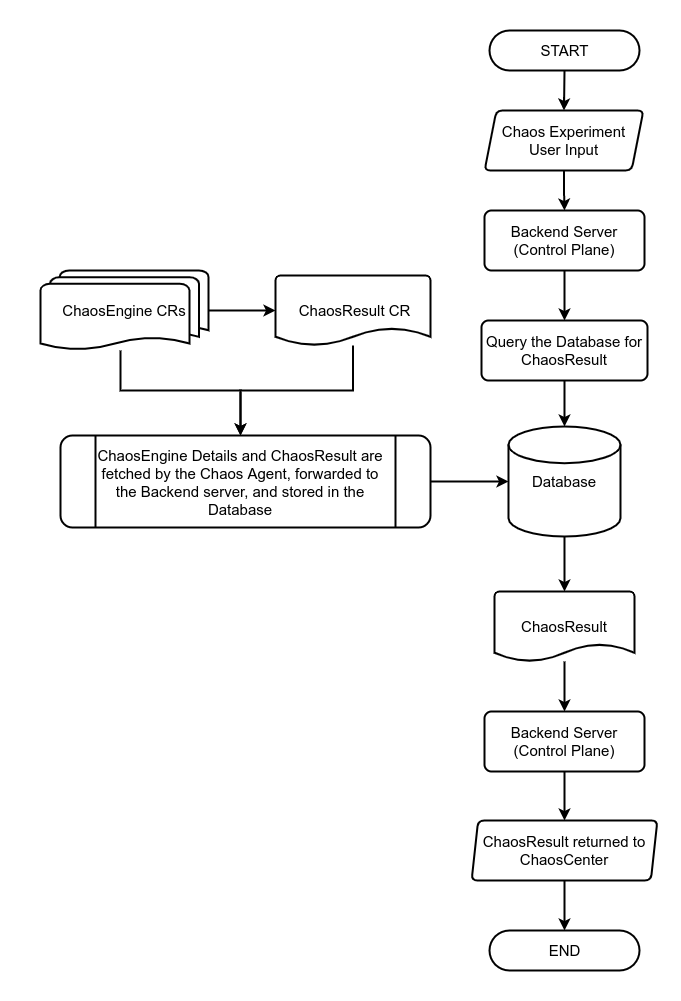 START
Chaos Experiment
User Input
Backend Server
(Control Plane)
ChaosEngine CRs
ChaosResult CR
Query the Database for
ChaosResult
ChaosEngine Details and ChaosResult are
fetched by the Chaos Agent, forwarded to
the Backend server, and stored in the
Database
Database
ChaosResult
Backend Server
(Control Plane)
ChaosResult returned to
ChaosCenter
END